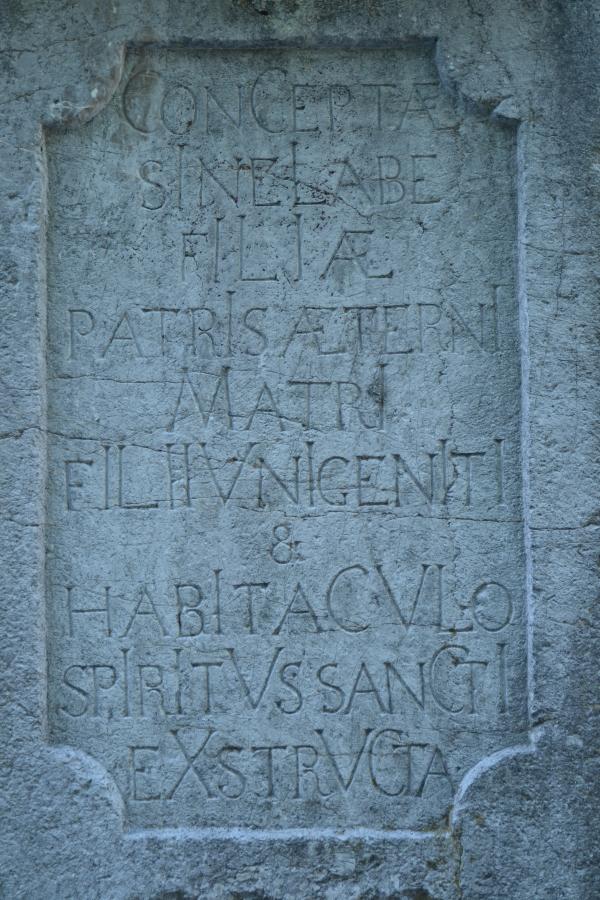 CONCEPTÆ
SINE LABE
FILIÆ
PATRIS ÆTERNI
MATRI
FILII VNIGENITI
&
HABITACVLO
SPIRITVS SANCTI
EXSTRVCTA